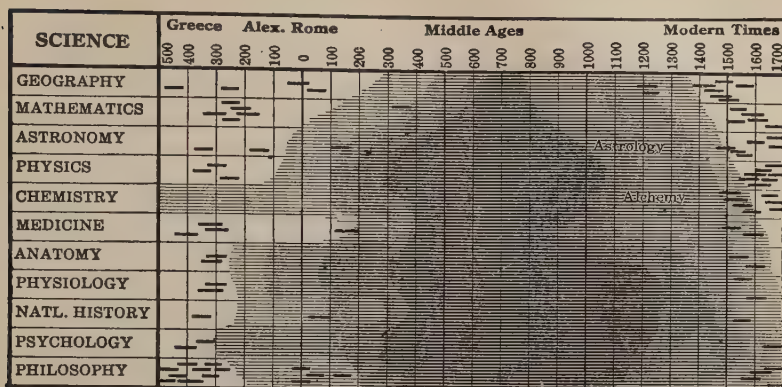 Greece Alex. Rome Middle Ages Modern Times
SCIENCE
500 400 300 200 100 0 100 200 300 400 500 600 700 800 900 1000 1100 1200 1300 1400 1500 1600 1700
GEOGRAPHY
MATHEMATICS
ASTRONOMY
Astrology
PHYSICS
CHEMISTRY
Alchemy
MEDICINE
ANATOMY
PHYSIOLOGY
NATL. HISTORY
PSYCHOLOGY
PHILOSOPHY